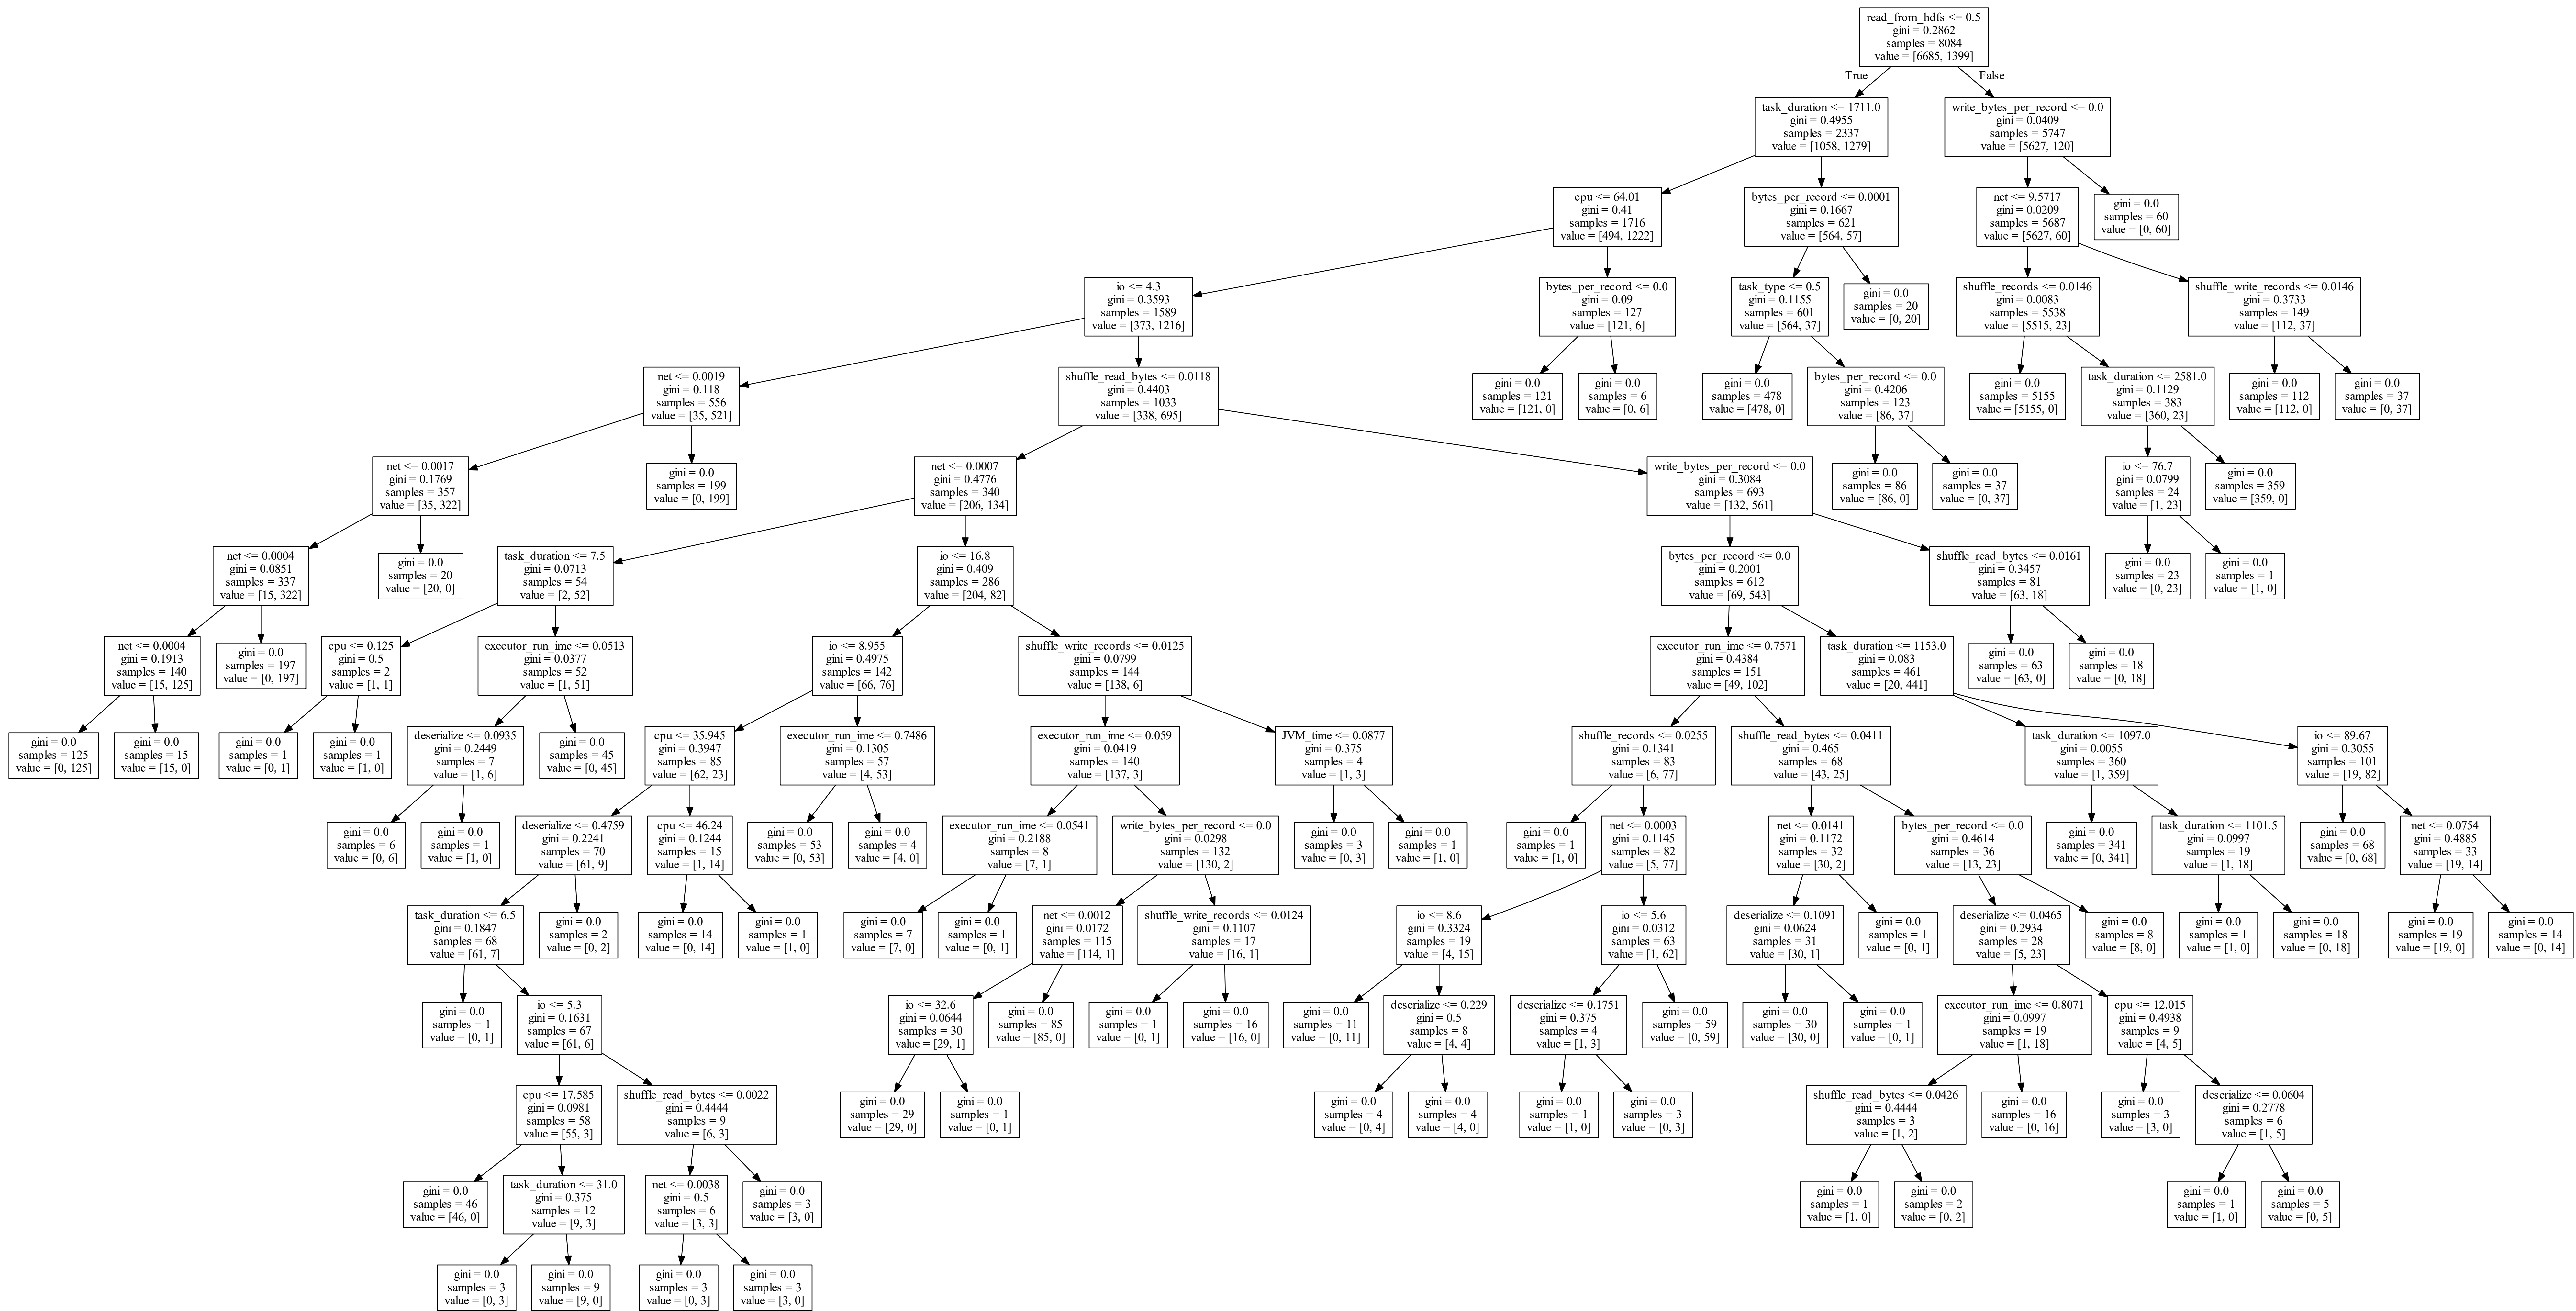 read_from_hdfs <= 0.5
gini = 0.2862
samples = 8084
value = [6685, 1399]
True
False
task_duration <= 1711.0
gini = 0.4955
samples = 2337
value = [1058, 1279]
write_bytes_per_record <= 0.0
gini = 0.0409
samples = 5747
value = [5627, 120]
cpu <= 64.01
gini = 0.41
samples = 1716
value = [494, 1222]
bytes_per_record <= 0.0001
gini = 0.1667
samples = 621
value = [564, 57]
net <= 9.5717
gini = 0.0209
samples = 5687
value = [5627, 60]
gini = 0.0
samples = 60
value = [0, 60]
io <= 4.3
gini = 0.3593
samples = 1589
value = [373, 1216]
bytes_per_record <= 0.0
gini = 0.09
samples = 127
value = [121, 6]
task_type <= 0.5
gini = 0.1155
samples = 601
value = [564, 37]
gini = 0.0
samples = 20
value = [0, 20]
shuffle_records <= 0.0146
gini = 0.0083
samples = 5538
value = [5515, 23]
shuffle_write_records <= 0.0146
gini = 0.3733
samples = 149
value = [112, 37]
net <= 0.0019
gini = 0.118
samples = 556
value = [35, 521]
shuffle_read_bytes <= 0.0118
gini = 0.4403
samples = 1033
value = [338, 695]
gini = 0.0
samples = 121
value = [121, 0]
gini = 0.0
samples = 6
value = [0, 6]
gini = 0.0
samples = 478
value = [478, 0]
bytes_per_record <= 0.0
gini = 0.4206
samples = 123
value = [86, 37]
gini = 0.0
samples = 5155
value = [5155, 0]
task_duration <= 2581.0
gini = 0.1129
samples = 383
value = [360, 23]
gini = 0.0
samples = 112
value = [112, 0]
gini = 0.0
samples = 37
value = [0, 37]
net <= 0.0017
gini = 0.1769
samples = 357
value = [35, 322]
gini = 0.0
samples = 199
value = [0, 199]
net <= 0.0007
gini = 0.4776
samples = 340
value = [206, 134]
write_bytes_per_record <= 0.0
gini = 0.3084
samples = 693
value = [132, 561]
gini = 0.0
samples = 86
value = [86, 0]
gini = 0.0
samples = 37
value = [0, 37]
io <= 76.7
gini = 0.0799
samples = 24
value = [1, 23]
gini = 0.0
samples = 359
value = [359, 0]
net <= 0.0004
gini = 0.0851
samples = 337
value = [15, 322]
gini = 0.0
samples = 20
value = [20, 0]
task_duration <= 7.5
gini = 0.0713
samples = 54
value = [2, 52]
io <= 16.8
gini = 0.409
samples = 286
value = [204, 82]
bytes_per_record <= 0.0
gini = 0.2001
samples = 612
value = [69, 543]
shuffle_read_bytes <= 0.0161
gini = 0.3457
samples = 81
value = [63, 18]
gini = 0.0
samples = 23
value = [0, 23]
gini = 0.0
samples = 1
value = [1, 0]
net <= 0.0004
gini = 0.1913
samples = 140
value = [15, 125]
gini = 0.0
samples = 197
value = [0, 197]
cpu <= 0.125
gini = 0.5
samples = 2
value = [1, 1]
executor_run_ime <= 0.0513
gini = 0.0377
samples = 52
value = [1, 51]
io <= 8.955
gini = 0.4975
samples = 142
value = [66, 76]
shuffle_write_records <= 0.0125
gini = 0.0799
samples = 144
value = [138, 6]
executor_run_ime <= 0.7571
gini = 0.4384
samples = 151
value = [49, 102]
task_duration <= 1153.0
gini = 0.083
samples = 461
value = [20, 441]
gini = 0.0
samples = 63
value = [63, 0]
gini = 0.0
samples = 18
value = [0, 18]
gini = 0.0
samples = 125
value = [0, 125]
gini = 0.0
samples = 15
value = [15, 0]
gini = 0.0
samples = 1
value = [0, 1]
gini = 0.0
samples = 1
value = [1, 0]
deserialize <= 0.0935
gini = 0.2449
samples = 7
value = [1, 6]
gini = 0.0
samples = 45
value = [0, 45]
cpu <= 35.945
gini = 0.3947
samples = 85
value = [62, 23]
executor_run_ime <= 0.7486
gini = 0.1305
samples = 57
value = [4, 53]
executor_run_ime <= 0.059
gini = 0.0419
samples = 140
value = [137, 3]
JVM_time <= 0.0877
gini = 0.375
samples = 4
value = [1, 3]
shuffle_records <= 0.0255
gini = 0.1341
samples = 83
value = [6, 77]
shuffle_read_bytes <= 0.0411
gini = 0.465
samples = 68
value = [43, 25]
task_duration <= 1097.0
gini = 0.0055
samples = 360
value = [1, 359]
io <= 89.67
gini = 0.3055
samples = 101
value = [19, 82]
gini = 0.0
samples = 6
value = [0, 6]
gini = 0.0
samples = 1
value = [1, 0]
deserialize <= 0.4759
gini = 0.2241
samples = 70
value = [61, 9]
cpu <= 46.24
gini = 0.1244
samples = 15
value = [1, 14]
gini = 0.0
samples = 53
value = [0, 53]
gini = 0.0
samples = 4
value = [4, 0]
executor_run_ime <= 0.0541
gini = 0.2188
samples = 8
value = [7, 1]
write_bytes_per_record <= 0.0
gini = 0.0298
samples = 132
value = [130, 2]
gini = 0.0
samples = 3
value = [0, 3]
gini = 0.0
samples = 1
value = [1, 0]
gini = 0.0
samples = 1
value = [1, 0]
net <= 0.0003
gini = 0.1145
samples = 82
value = [5, 77]
net <= 0.0141
gini = 0.1172
samples = 32
value = [30, 2]
bytes_per_record <= 0.0
gini = 0.4614
samples = 36
value = [13, 23]
gini = 0.0
samples = 341
value = [0, 341]
task_duration <= 1101.5
gini = 0.0997
samples = 19
value = [1, 18]
gini = 0.0
samples = 68
value = [0, 68]
net <= 0.0754
gini = 0.4885
samples = 33
value = [19, 14]
task_duration <= 6.5
gini = 0.1847
samples = 68
value = [61, 7]
gini = 0.0
samples = 2
value = [0, 2]
gini = 0.0
samples = 14
value = [0, 14]
gini = 0.0
samples = 1
value = [1, 0]
gini = 0.0
samples = 7
value = [7, 0]
gini = 0.0
samples = 1
value = [0, 1]
net <= 0.0012
gini = 0.0172
samples = 115
value = [114, 1]
shuffle_write_records <= 0.0124
gini = 0.1107
samples = 17
value = [16, 1]
io <= 8.6
gini = 0.3324
samples = 19
value = [4, 15]
io <= 5.6
gini = 0.0312
samples = 63
value = [1, 62]
deserialize <= 0.1091
gini = 0.0624
samples = 31
value = [30, 1]
gini = 0.0
samples = 1
value = [0, 1]
deserialize <= 0.0465
gini = 0.2934
samples = 28
value = [5, 23]
gini = 0.0
samples = 8
value = [8, 0]
gini = 0.0
samples = 1
value = [1, 0]
gini = 0.0
samples = 18
value = [0, 18]
gini = 0.0
samples = 19
value = [19, 0]
gini = 0.0
samples = 14
value = [0, 14]
gini = 0.0
samples = 1
value = [0, 1]
io <= 5.3
gini = 0.1631
samples = 67
value = [61, 6]
io <= 32.6
gini = 0.0644
samples = 30
value = [29, 1]
gini = 0.0
samples = 85
value = [85, 0]
gini = 0.0
samples = 1
value = [0, 1]
gini = 0.0
samples = 16
value = [16, 0]
gini = 0.0
samples = 11
value = [0, 11]
deserialize <= 0.229
gini = 0.5
samples = 8
value = [4, 4]
deserialize <= 0.1751
gini = 0.375
samples = 4
value = [1, 3]
gini = 0.0
samples = 59
value = [0, 59]
gini = 0.0
samples = 30
value = [30, 0]
gini = 0.0
samples = 1
value = [0, 1]
executor_run_ime <= 0.8071
gini = 0.0997
samples = 19
value = [1, 18]
cpu <= 12.015
gini = 0.4938
samples = 9
value = [4, 5]
cpu <= 17.585
gini = 0.0981
samples = 58
value = [55, 3]
shuffle_read_bytes <= 0.0022
gini = 0.4444
samples = 9
value = [6, 3]
gini = 0.0
samples = 29
value = [29, 0]
gini = 0.0
samples = 1
value = [0, 1]
gini = 0.0
samples = 4
value = [0, 4]
gini = 0.0
samples = 4
value = [4, 0]
gini = 0.0
samples = 1
value = [1, 0]
gini = 0.0
samples = 3
value = [0, 3]
shuffle_read_bytes <= 0.0426
gini = 0.4444
samples = 3
value = [1, 2]
gini = 0.0
samples = 16
value = [0, 16]
gini = 0.0
samples = 3
value = [3, 0]
deserialize <= 0.0604
gini = 0.2778
samples = 6
value = [1, 5]
gini = 0.0
samples = 46
value = [46, 0]
task_duration <= 31.0
gini = 0.375
samples = 12
value = [9, 3]
net <= 0.0038
gini = 0.5
samples = 6
value = [3, 3]
gini = 0.0
samples = 3
value = [3, 0]
gini = 0.0
samples = 1
value = [1, 0]
gini = 0.0
samples = 2
value = [0, 2]
gini = 0.0
samples = 1
value = [1, 0]
gini = 0.0
samples = 5
value = [0, 5]
gini = 0.0
samples = 3
value = [0, 3]
gini = 0.0
samples = 9
value = [9, 0]
gini = 0.0
samples = 3
value = [0, 3]
gini = 0.0
samples = 3
value = [3, 0]